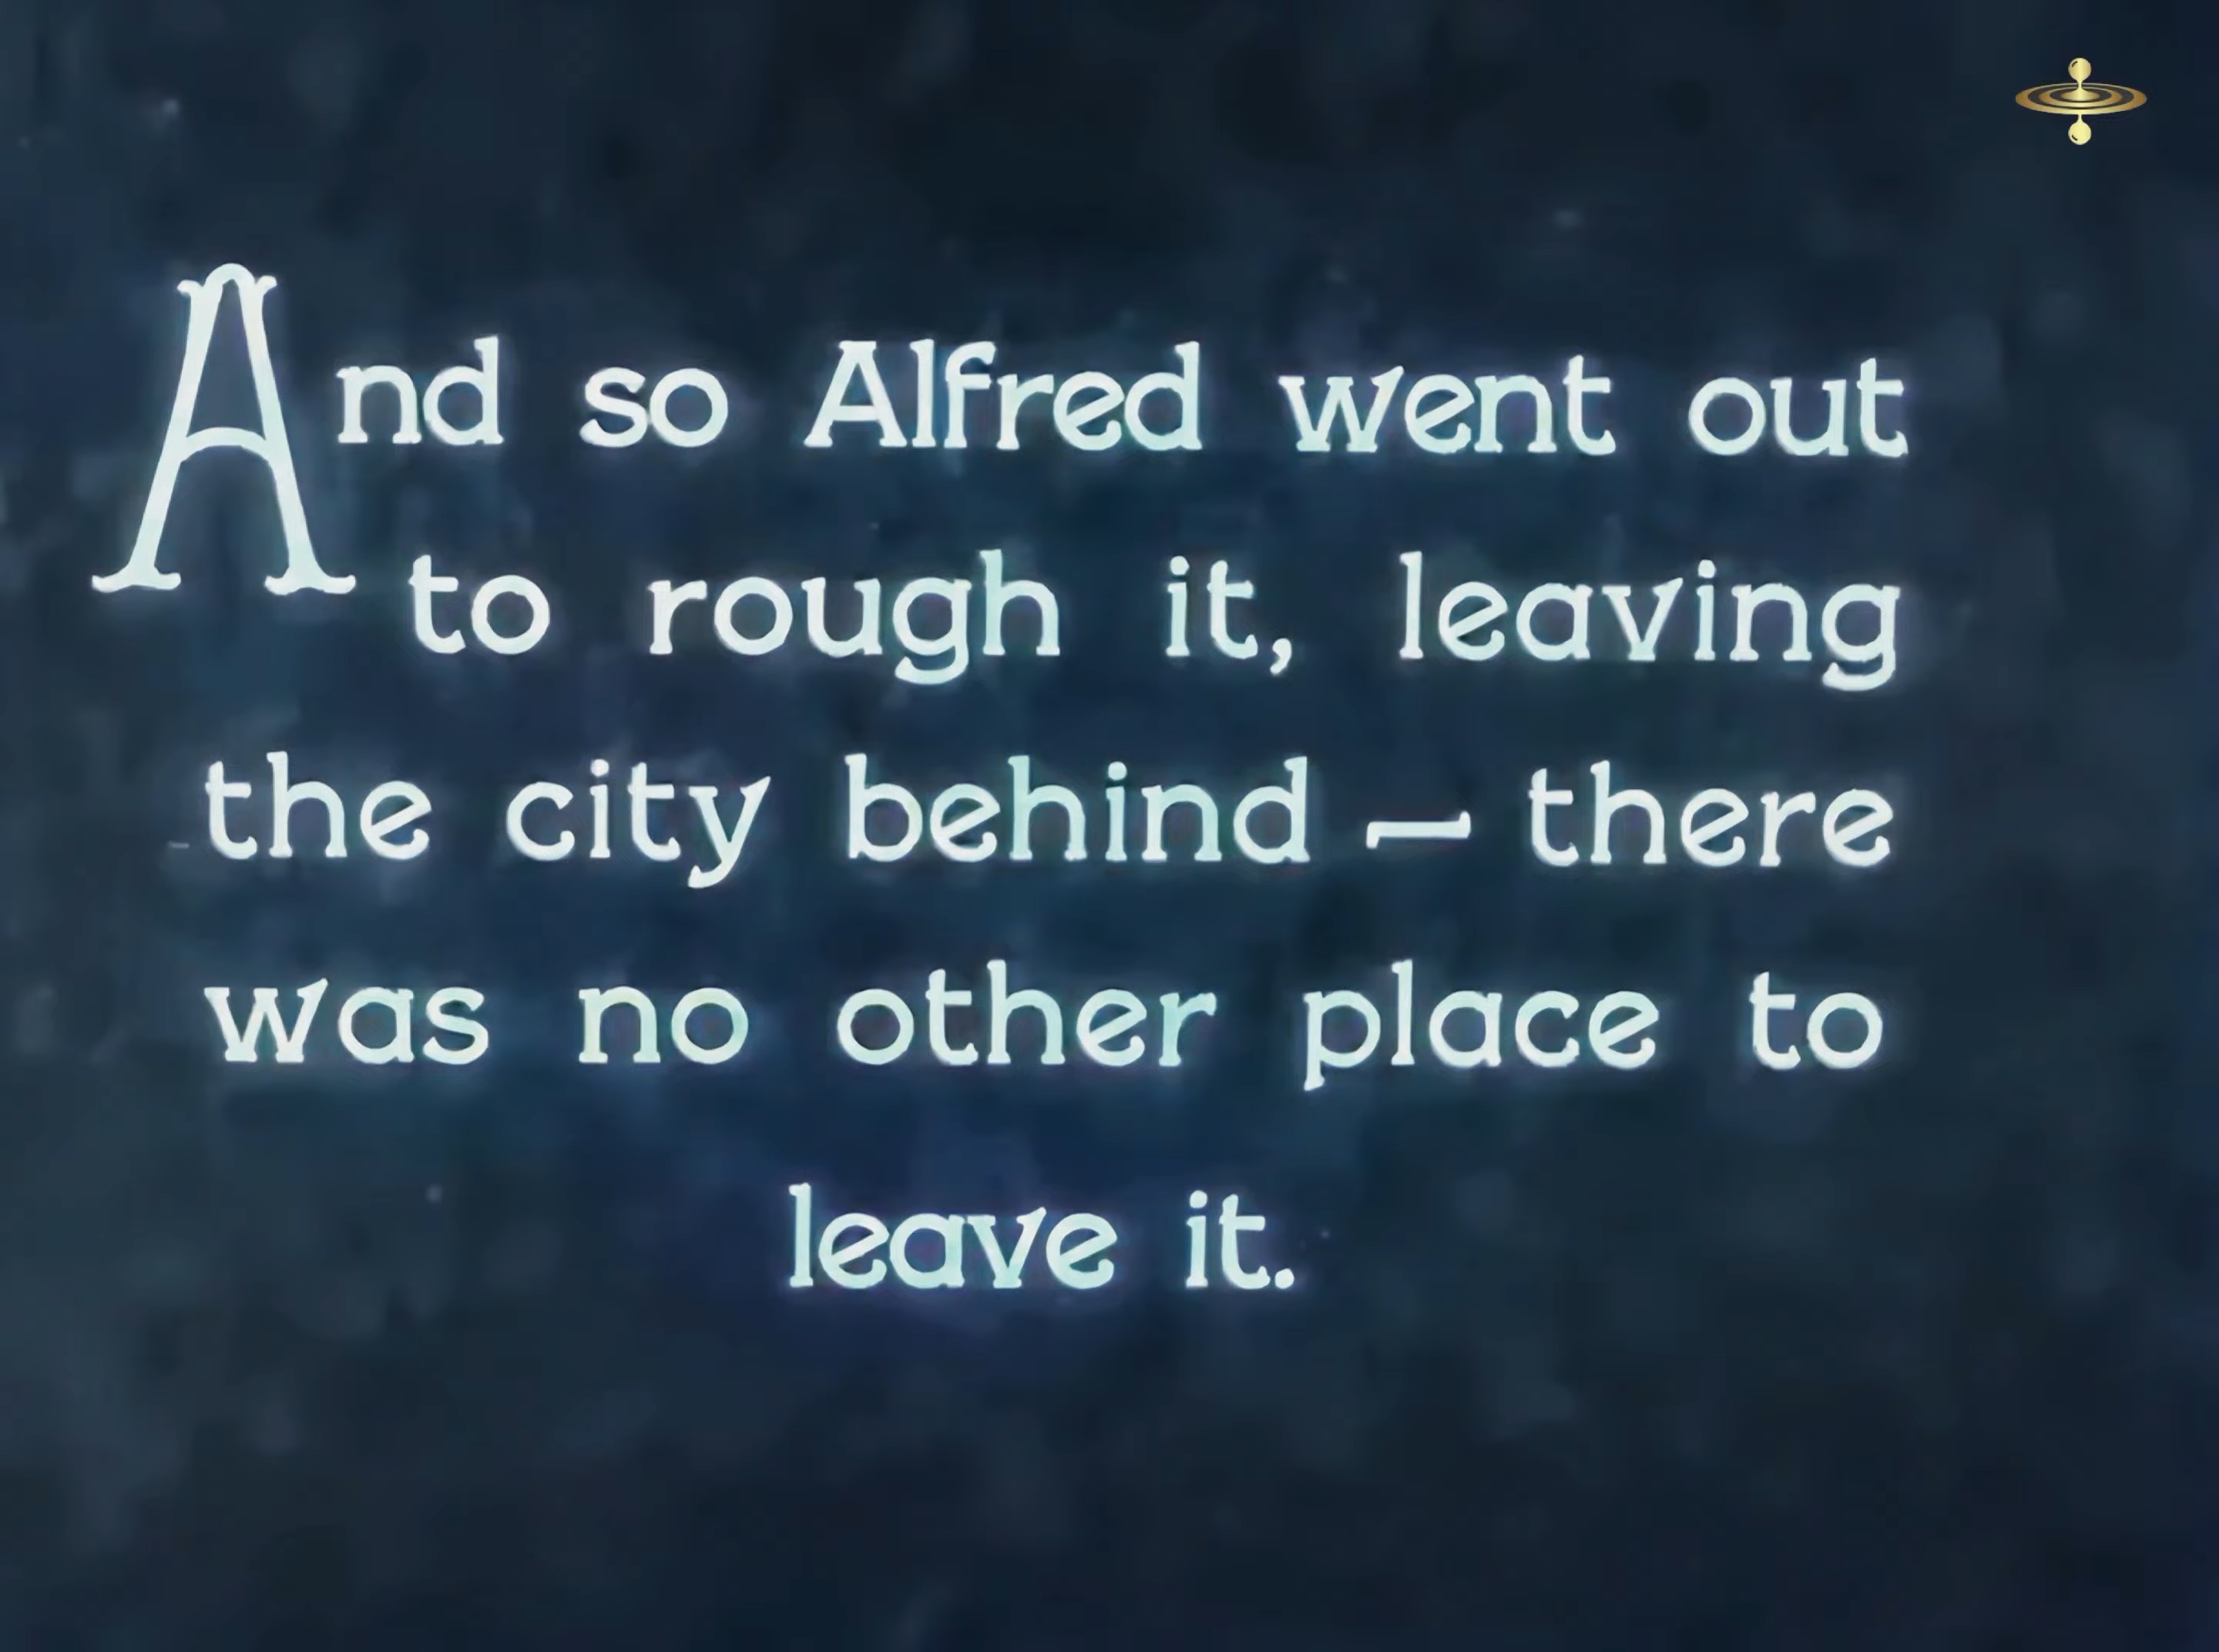 And so Alfred went out
to rough it, leaving
the city behind — there
was no other place to
leave it.